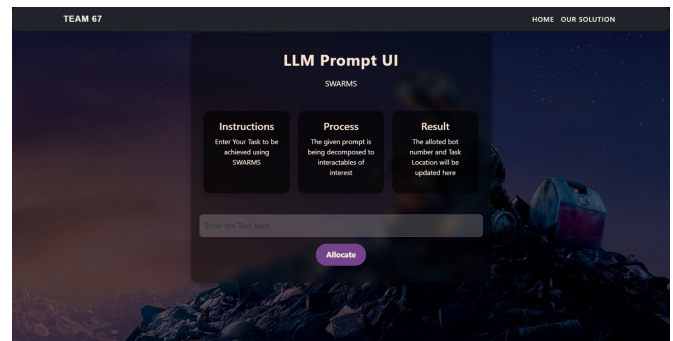 TEAM 67
HOME OUR SOLUTION
LLM Prompt UI
SWARMS
Instructions
Enter Your Task to be
achieved using
SWARMS
Process
The given prompt is
being decomposed to
interactables of
interest
Result
The alloted bot
number and Task
Location will be
updated here
Enter the Task here
Allocate